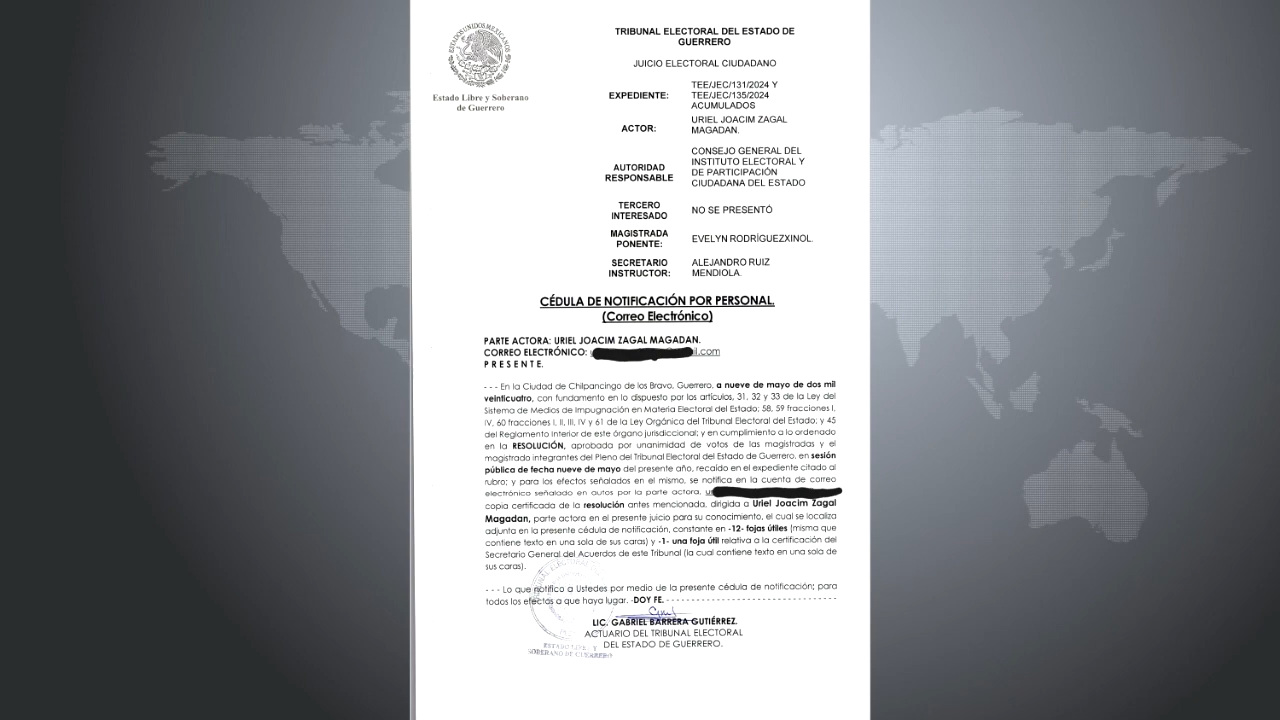 ESTADOS UNIDOS MEXICANOS
Estado Libre y Soberano
de Guerrero
TRIBUNAL ELECTORAL DEL ESTADO DE
GUERRERO
JUICIO ELECTORAL CIUDADANO
EXPEDIENTE:
TEE/JEC/131/2024 Y
TEE/JEC/135/2024
ACUMULADOS
ACTOR:
URIEL JOACIM ZAGAL
MAGADAN.
AUTORIDAD
RESPONSABLE
CONSEJO GENERAL DEL
INSTITUTO ELECTORAL Y
DE PARTICIPACIÓN
CIUDADANA DEL ESTADO
TERCERO
INTERESADO
NO SE PRESENTÓ
MAGISTRADA
PONENTE:
EVELYN RODRÍGUEZXINOL.
SECRETARIO
INSTRUCTOR:
ALEJANDRO RUIZ
MENDIOLA.
CÉDULA DE NOTIFICACIÓN POR PERSONAL.
(Correo Electrónico)
PARTE ACTORA: URIEL JOACIM ZAGAL MAGADAN.
CORREO ELECTRÓNICO: il.com
P R E S E N T E.
- - - En la Ciudad de Chilpancingo de los Bravo, Guerrero, a nueve de mayo de dos mil
veinticuatro, con fundamento en lo dispuesto por los artículos, 31, 32 y 33 de la Ley del
Sistema de Medios de Impugnación en Materia Electoral del Estado; 58, 59 fracciones I,
IV, 60 fracciones I, II, III, IV y 61 de la Ley Orgánica del Tribunal Electoral del Estado; y 45
del Reglamento Interior de este órgano jurisdiccional; y en cumplimiento a lo ordenado
en la RESOLUCIÓN, aprobada por unanimidad de votos de las magistradas y el
magistrado integrantes del Pleno del Tribunal Electoral del Estado de Guerrero, en sesión
pública de fecha nueve de mayo del presente año, recaído en el expediente citado al
rubro; y para los efectos señalados en el mismo, se notifica en la cuenta de correo
electrónico señalado en autos por la parte actora,
copia certificada de la resolución antes mencionada, dirigida a Uriel Joacim Zagal
Magadan, parte actora en el presente juicio para su conocimiento, el cual se localiza
adjunta en la presente cédula de notificación, constante en -12- fojas útiles (misma que
contiene texto en una sola de sus caras) y -1- una foja útil relativa a la certificación del
Secretario General del Acuerdos de este Tribunal (la cual contiene texto en una sola de
sus caras).
- - - Lo que notifico a Ustedes por medio de la presente cédula de notificación; para
todos los efectos a que haya lugar. -DOY FE. - - - - - - - - - - - - - - - - - - - - - - - - - - - - -
LIC. GABRIEL BARRERA GUTIÉRREZ.
ACTUARIO DEL TRIBUNAL ELECTORAL
DEL ESTADO DE GUERRERO.
ESTADO LIBRE Y
SOBERANO DE GUERRERO